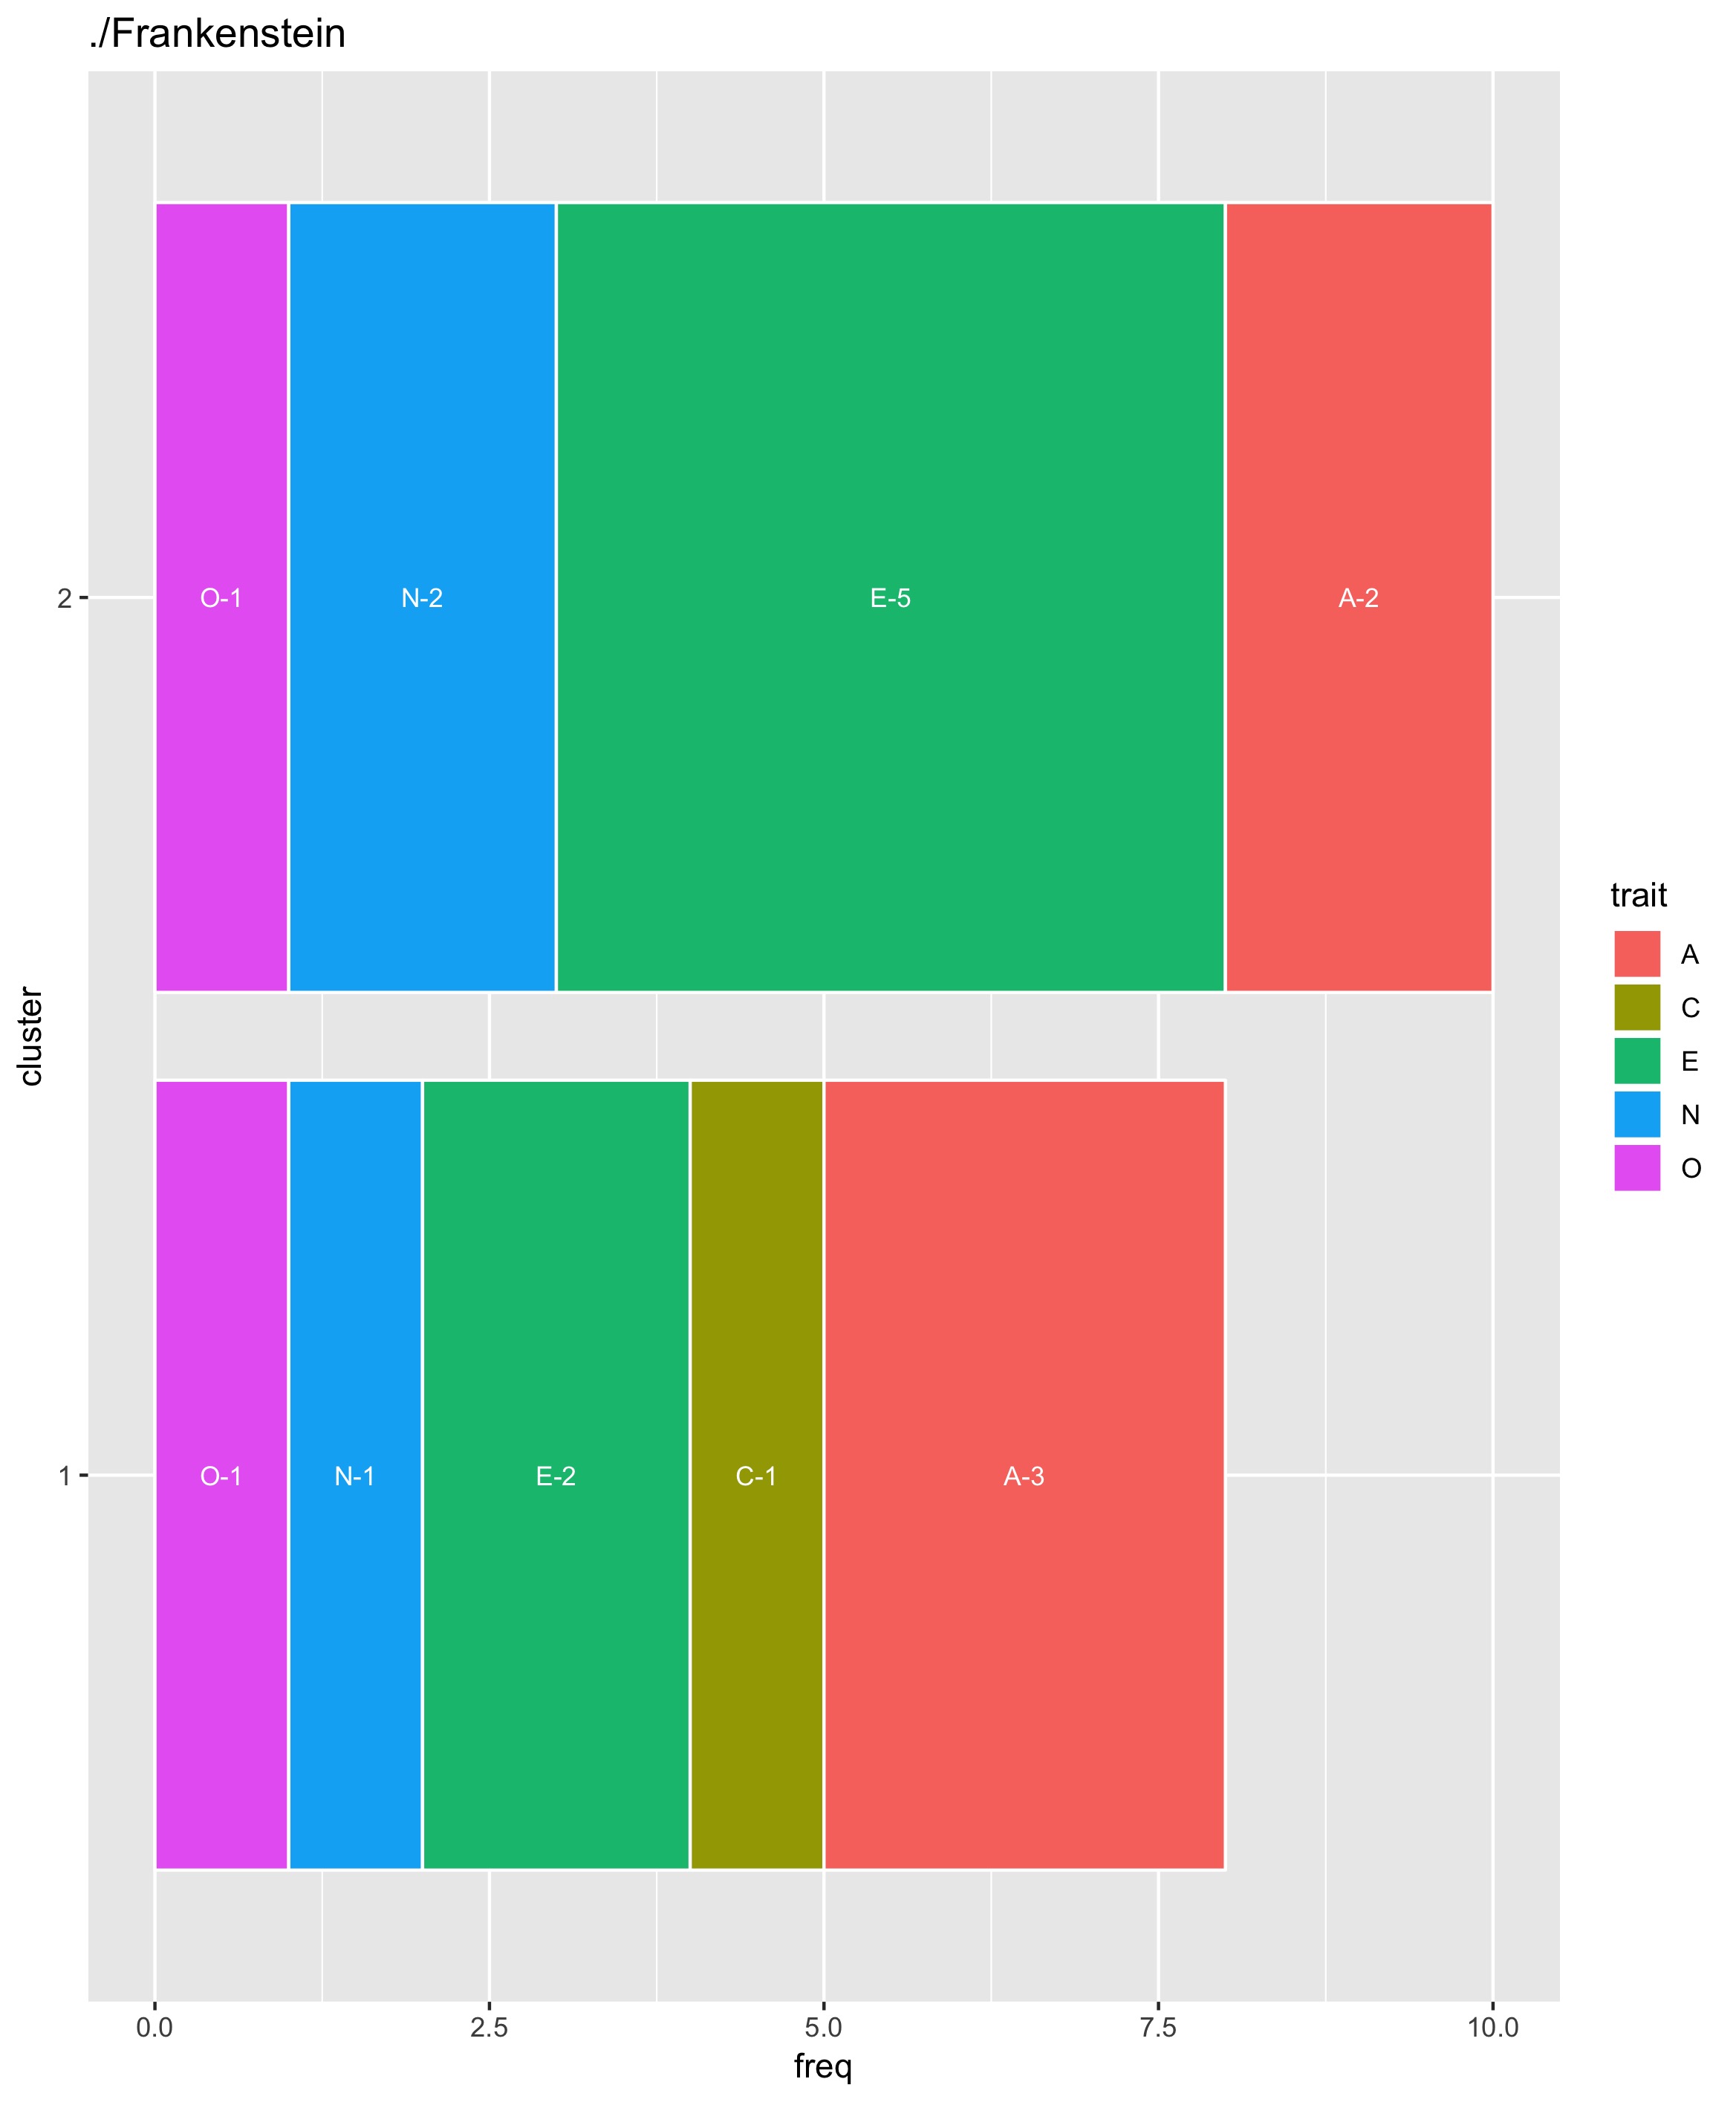 ./Frankenstein
2
O-1 N-2 E-5 A-2
cluster
1
O-1 N-1 E-2 C-1 A-3
0.0 2.5 5.0 7.5 10.0
freq
trait
A
C
E
N
O